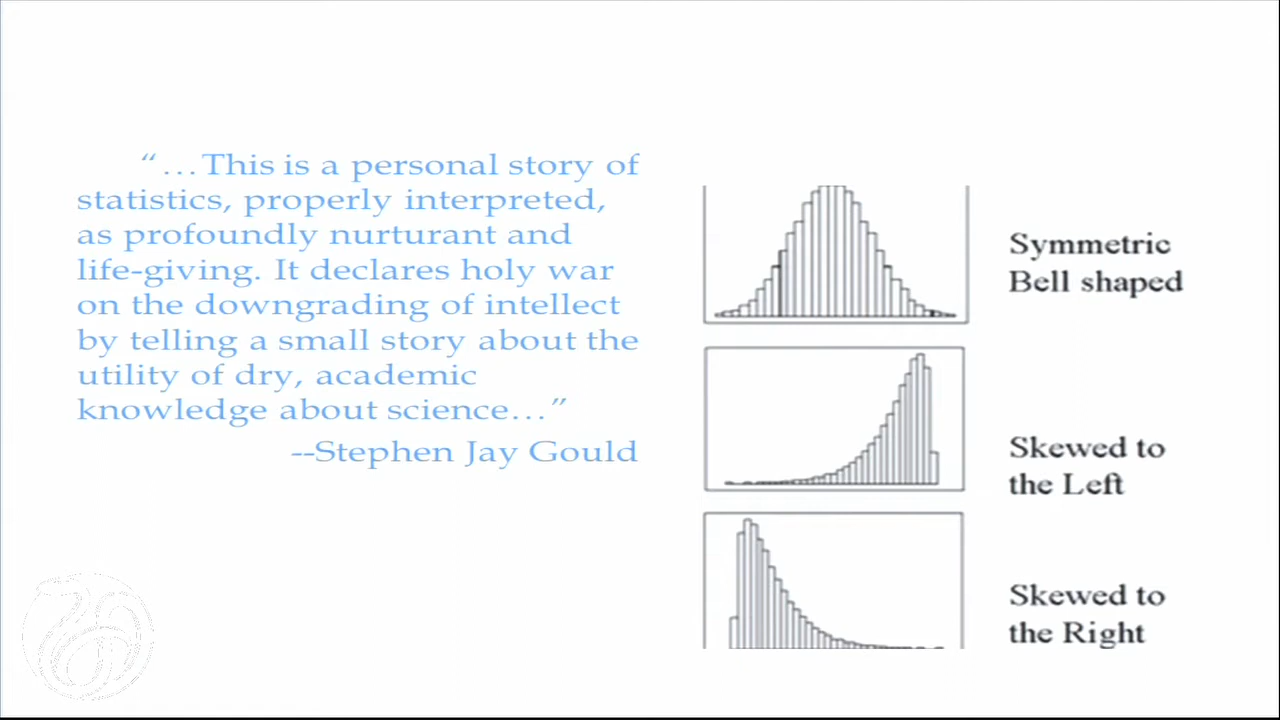 “…This is a personal story of
statistics, properly interpreted,
as profoundly nurturant and
life-giving. It declares holy war
on the downgrading of intellect
by telling a small story about the
utility of dry, academic
knowledge about science…”
--Stephen Jay Gould
Symmetric
Bell shaped
Skewed to
the Left
Skewed to
the Right